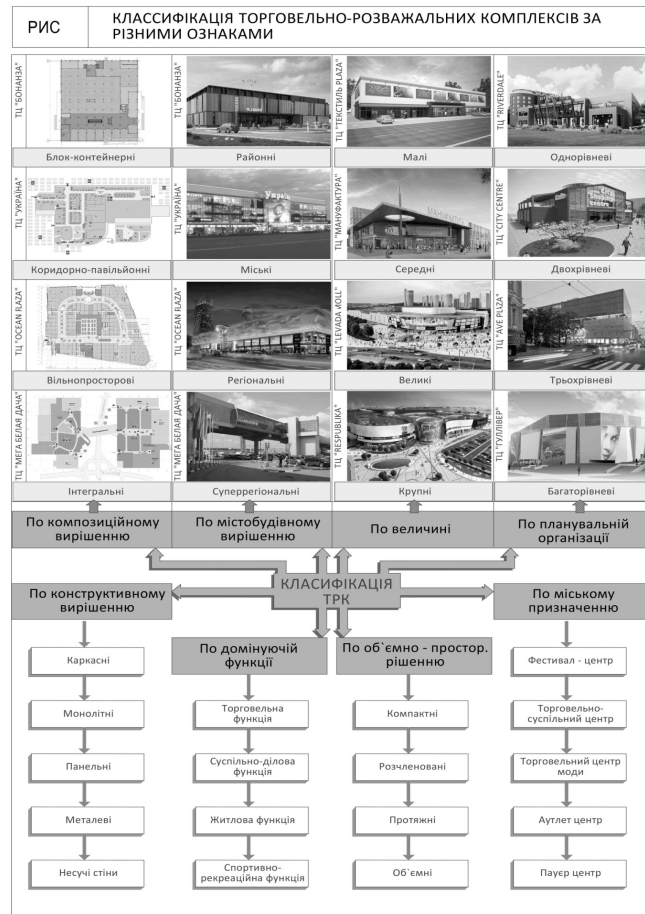 РИС
КЛАССИФІКАЦІЯ ТОРГОВЕЛЬНО-РОЗВАЖАЛЬНИХ КОМПЛЕКСІВ ЗА
РІЗНИМИ ОЗНАКАМИ
ТЦ "БОНАНЗА"
ТЦ "БОНАНЗА"
ТЦ "ТЕКСТИЛЬ PLAZA"
ТЦ "RIVERDALE"
Блок-контейнерні
Районні
Малі
Однорівневі
ТЦ "УКРАЇНА"
ТЦ "УКРАЇНА"
ТЦ "МАНУФАКТУРА"
ТЦ "CITY CENTRE"
Коридорно-павільйонні
Міські
Середні
Двохрівневі
ТЦ "OCEAN PLAZA"
ТЦ "OCEAN PLAZA"
ТЦ "LEVADA MOLL"
ТЦ "AVE PLAZA"
Вільнопросторові
Регіональні
Великі
Трьохрівневі
ТЦ "МЕГА БЕЛАЯ ДАЧА"
ТЦ "МЕГА БЕЛАЯ ДАЧА"
ТЦ "RESPUBLIKA"
ТЦ "ГУЛЛІВЕР"
Інтегральні
Суперрегіональні
Крупні
Багаторівневі
По композиційному
вирішенню
По містобудівному
вирішенню
По величині
По планувальній
організації
КЛАСИФІКАЦІЯ
ТРК
По конструктивному
вирішенню
По домінуючій
функції
По об`ємно - простор.
рішенню
По міському
призначенню
Каркасні
Монолітні
Панельні
Металеві
Несучі стіни
Торговельна
функція
Суспільно-ділова
функція
Житлова функція
Спортивно-
рекреаційна функція
Компактні
Розчленовані
Протяжні
Об`ємні
Фестивал - центр
Торговельно-
суспільний центр
Торговельний центр
моди
Аутлет центр
Пауєр центр